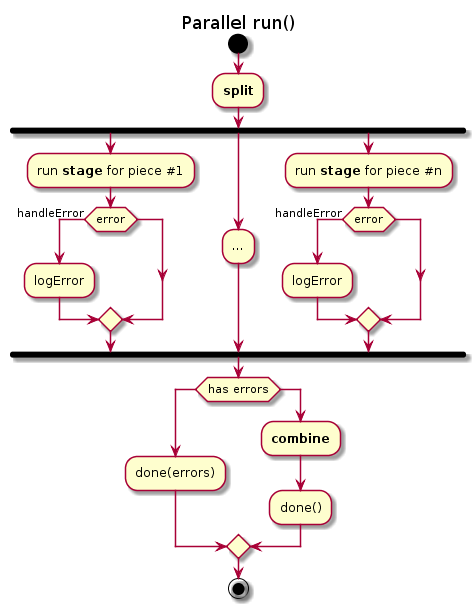 Parallel run()
split
run stage for piece #1
run stage for piece #n
handleError
error
handleError
error
...
logError
logError
has errors
combine
done(errors)
done()